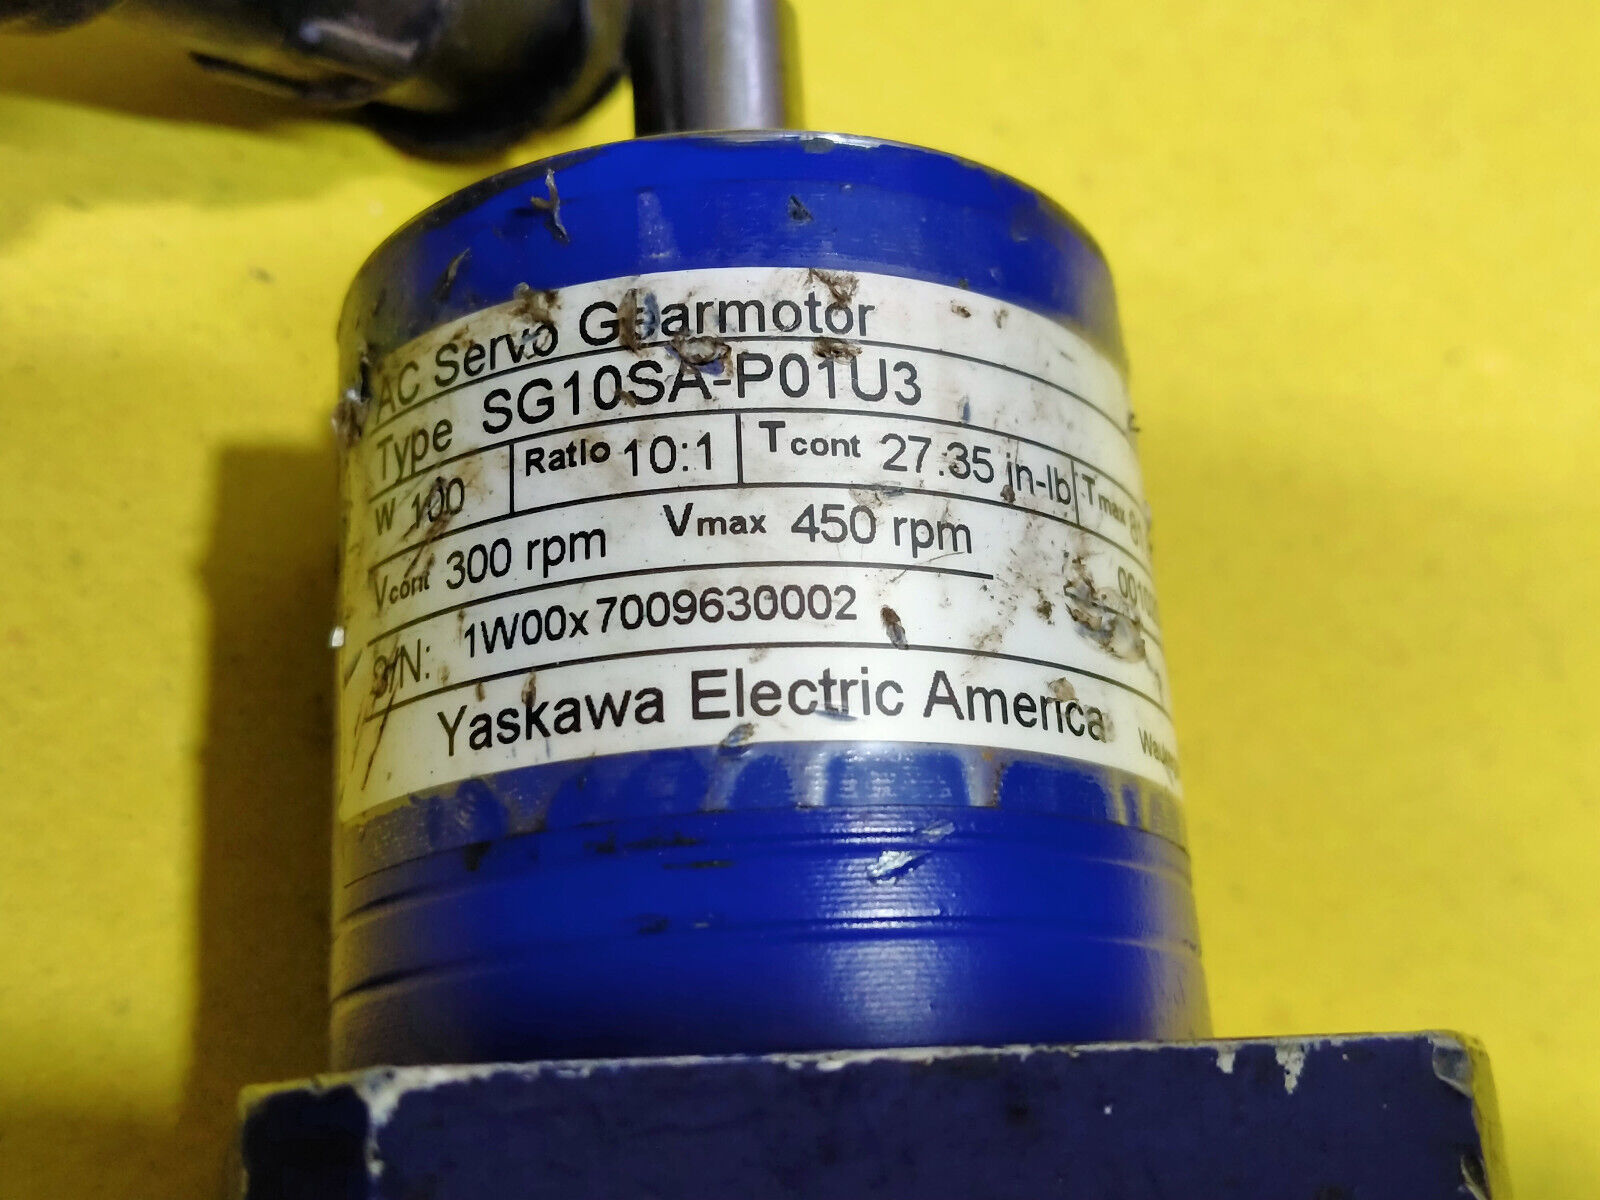 AC Servo Gearmotor
Type SG10SA-P01U3
W 100 Ratio 10:1 Tcont 27.35 in-lb Tmax
Vcont 300 rpm Vmax 450 rpm
S/N: 1W00x7009630002
Yaskawa Electric America